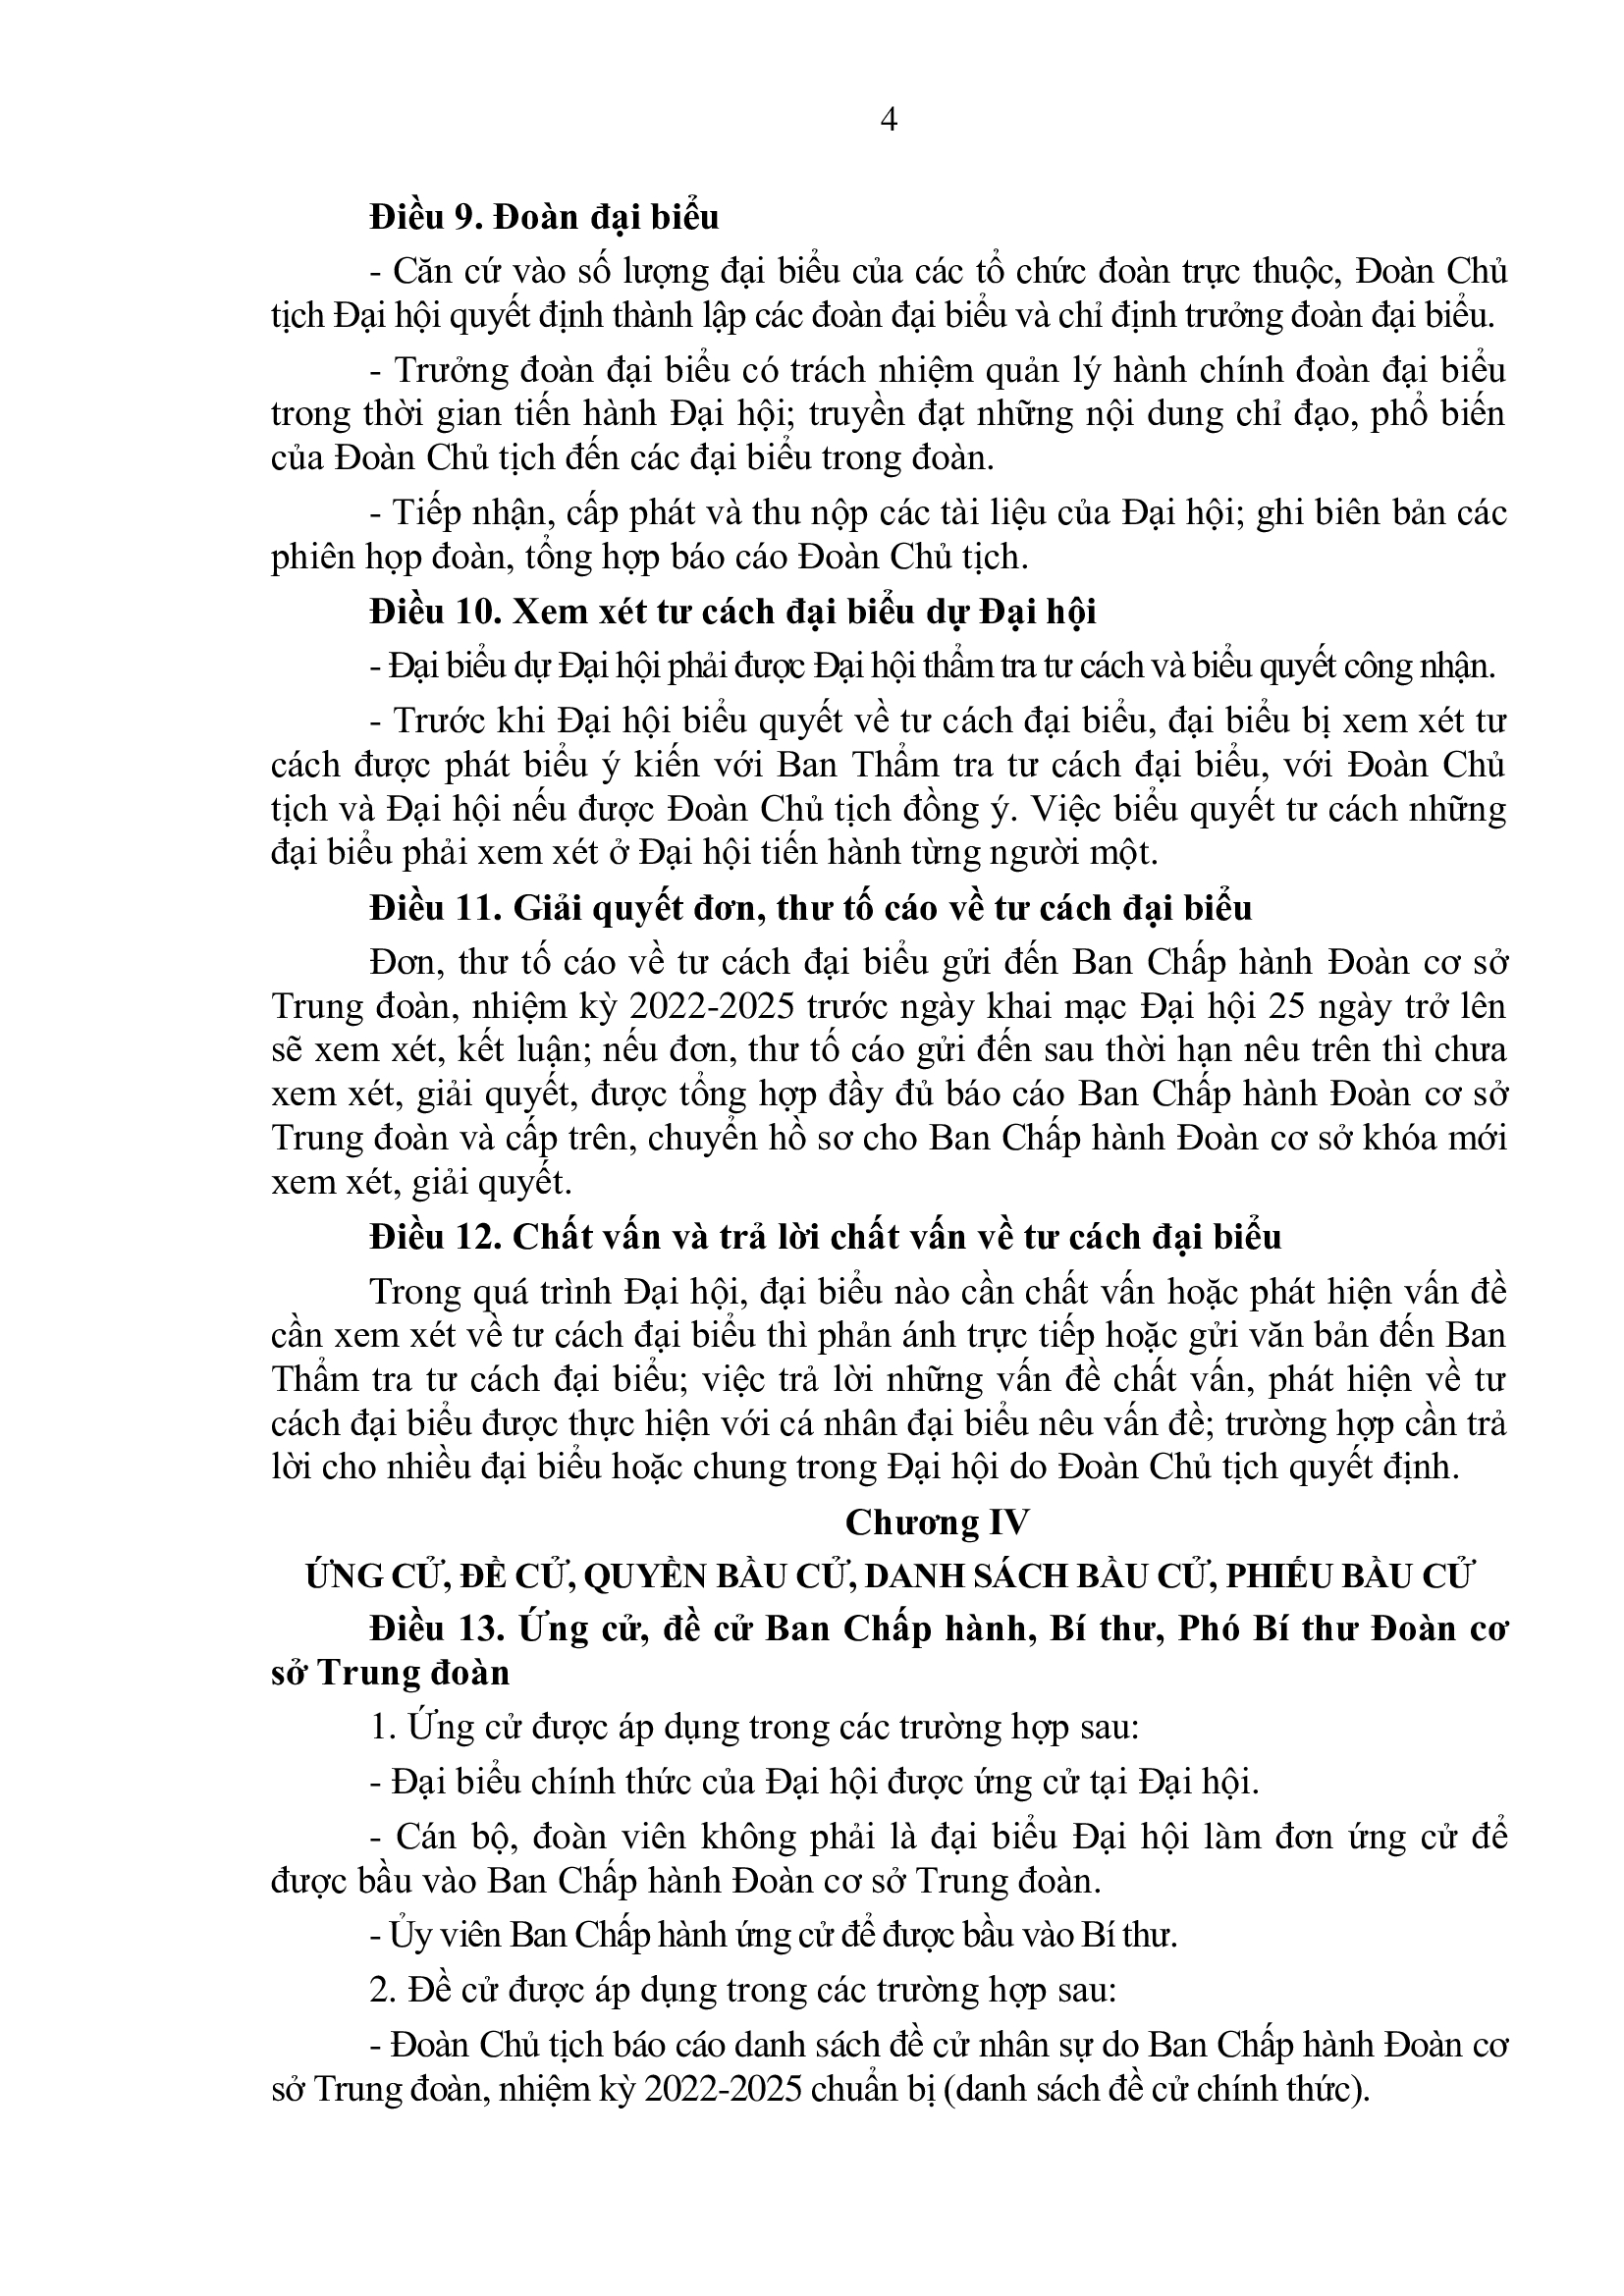 4
Điều 9. Đoàn đại biểu
- Căn cứ vào số lượng đại biểu của các tổ chức đoàn trực thuộc, Đoàn Chủ
tịch Đại hội quyết định thành lập các đoàn đại biểu và chỉ định trưởng đoàn đại biểu.
- Trưởng đoàn đại biểu có trách nhiệm quản lý hành chính đoàn đại biểu
trong thời gian tiến hành Đại hội; truyền đạt những nội dung chỉ đạo, phổ biến
của Đoàn Chủ tịch đến các đại biểu trong đoàn.
- Tiếp nhận, cấp phát và thu nộp các tài liệu của Đại hội; ghi biên bản các
phiên họp đoàn, tổng hợp báo cáo Đoàn Chủ tịch.
Điều 10. Xem xét tư cách đại biểu dự Đại hội
- Đại biểu dự Đại hội phải được Đại hội thẩm tra tư cách và biểu quyết công nhận.
- Trước khi Đại hội biểu quyết về tư cách đại biểu, đại biểu bị xem xét tư
cách được phát biểu ý kiến với Ban Thẩm tra tư cách đại biểu, với Đoàn Chủ
tịch và Đại hội nếu được Đoàn Chủ tịch đồng ý. Việc biểu quyết tư cách những
đại biểu phải xem xét ở Đại hội tiến hành từng người một.
Điều 11. Giải quyết đơn, thư tố cáo về tư cách đại biểu
Đơn, thư tố cáo về tư cách đại biểu gửi đến Ban Chấp hành Đoàn cơ sở
Trung đoàn, nhiệm kỳ 2022-2025 trước ngày khai mạc Đại hội 25 ngày trở lên
sẽ xem xét, kết luận; nếu đơn, thư tố cáo gửi đến sau thời hạn nêu trên thì chưa
xem xét, giải quyết, được tổng hợp đầy đủ báo cáo Ban Chấp hành Đoàn cơ sở
Trung đoàn và cấp trên, chuyển hồ sơ cho Ban Chấp hành Đoàn cơ sở khóa mới
xem xét, giải quyết.
Điều 12. Chất vấn và trả lời chất vấn về tư cách đại biểu
Trong quá trình Đại hội, đại biểu nào cần chất vấn hoặc phát hiện vấn đề
cần xem xét về tư cách đại biểu thì phản ánh trực tiếp hoặc gửi văn bản đến Ban
Thẩm tra tư cách đại biểu; việc trả lời những vấn đề chất vấn, phát hiện về tư
cách đại biểu được thực hiện với cá nhân đại biểu nêu vấn đề; trường hợp cần trả
lời cho nhiều đại biểu hoặc chung trong Đại hội do Đoàn Chủ tịch quyết định.
Chương IV
ỨNG CỬ, ĐỀ CỬ, QUYỀN BẦU CỬ, DANH SÁCH BẦU CỬ, PHIẾU BẦU CỬ
Điều 13. Ứng cử, đề cử Ban Chấp hành, Bí thư, Phó Bí thư Đoàn cơ
sở Trung đoàn
1. Ứng cử được áp dụng trong các trường hợp sau:
- Đại biểu chính thức của Đại hội được ứng cử tại Đại hội.
- Cán bộ, đoàn viên không phải là đại biểu Đại hội làm đơn ứng cử để
được bầu vào Ban Chấp hành Đoàn cơ sở Trung đoàn.
- Ủy viên Ban Chấp hành ứng cử để được bầu vào Bí thư.
2. Đề cử được áp dụng trong các trường hợp sau:
- Đoàn Chủ tịch báo cáo danh sách đề cử nhân sự do Ban Chấp hành Đoàn cơ
sở Trung đoàn, nhiệm kỳ 2022-2025 chuẩn bị (danh sách đề cử chính thức).